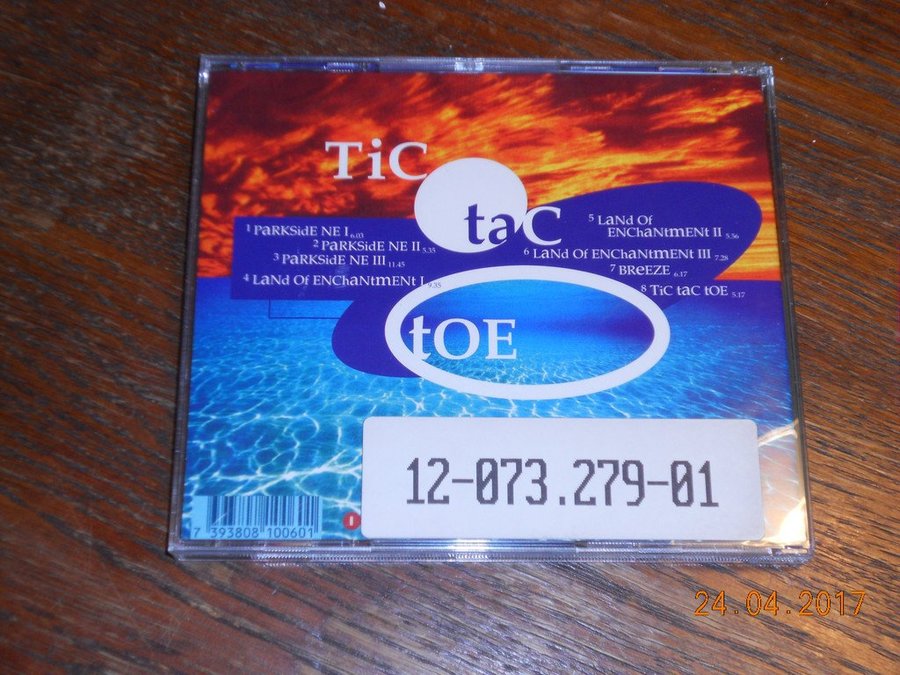 TiC
taC
tOE
1 PaRKSidE NE I 6.03
2 PaRKSidE NE II 5.35
3 PaRKSidE NE III 11.45
4 LaNd Of ENChaNtmENt I 9.35
5 LaNd Of
ENChaNtmENt II 5.56
6 LaNd Of ENChaNtmENt III 7.28
7 BReEZE 6.17
8 TiC taC tOE 5.17
12-073.279-01
7 393808 100601
24.04.2017